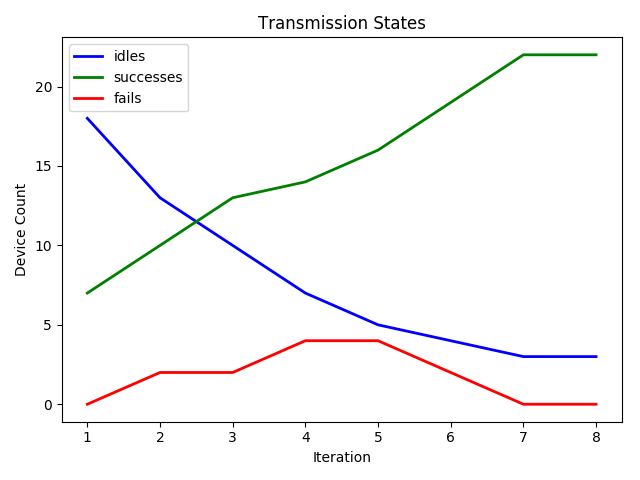 Transmission States
idles
successes
fails
20
15
10
5
0
Device Count
1 2 3 4 5 6 7 8
Iteration